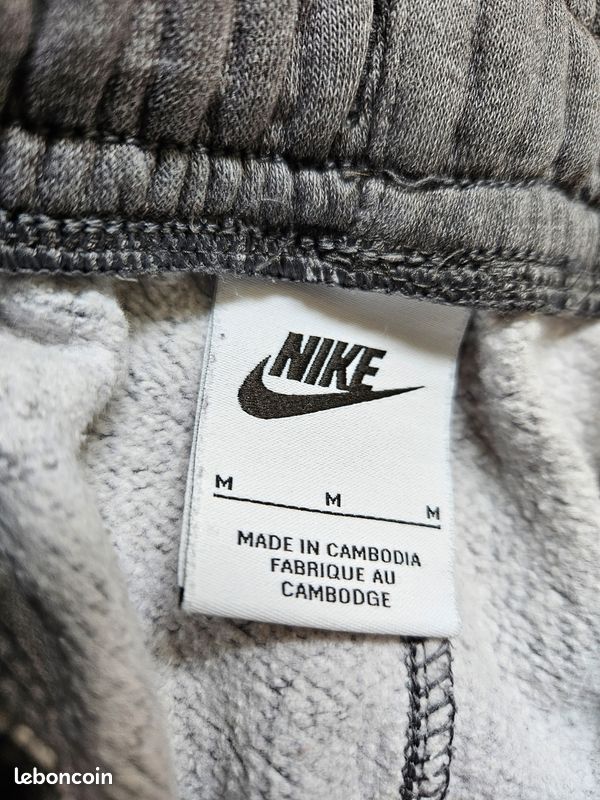 NIKE
M M M
MADE IN CAMBODIA
FABRIQUE AU
CAMBODGE
leboncoin